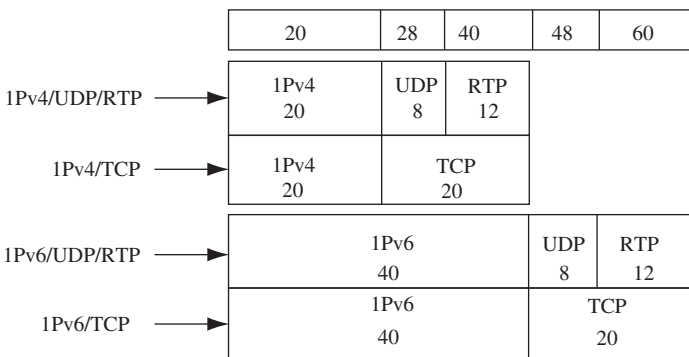 20 28 40 48 60
1Pv4/UDP/RTP
1Pv4 UDP RTP
20 8 12
1Pv4/TCP
1Pv4 TCP
20 20
1Pv6/UDP/RTP
1Pv6 UDP RTP
40 8 12
1Pv6/TCP
1Pv6 TCP
40 20